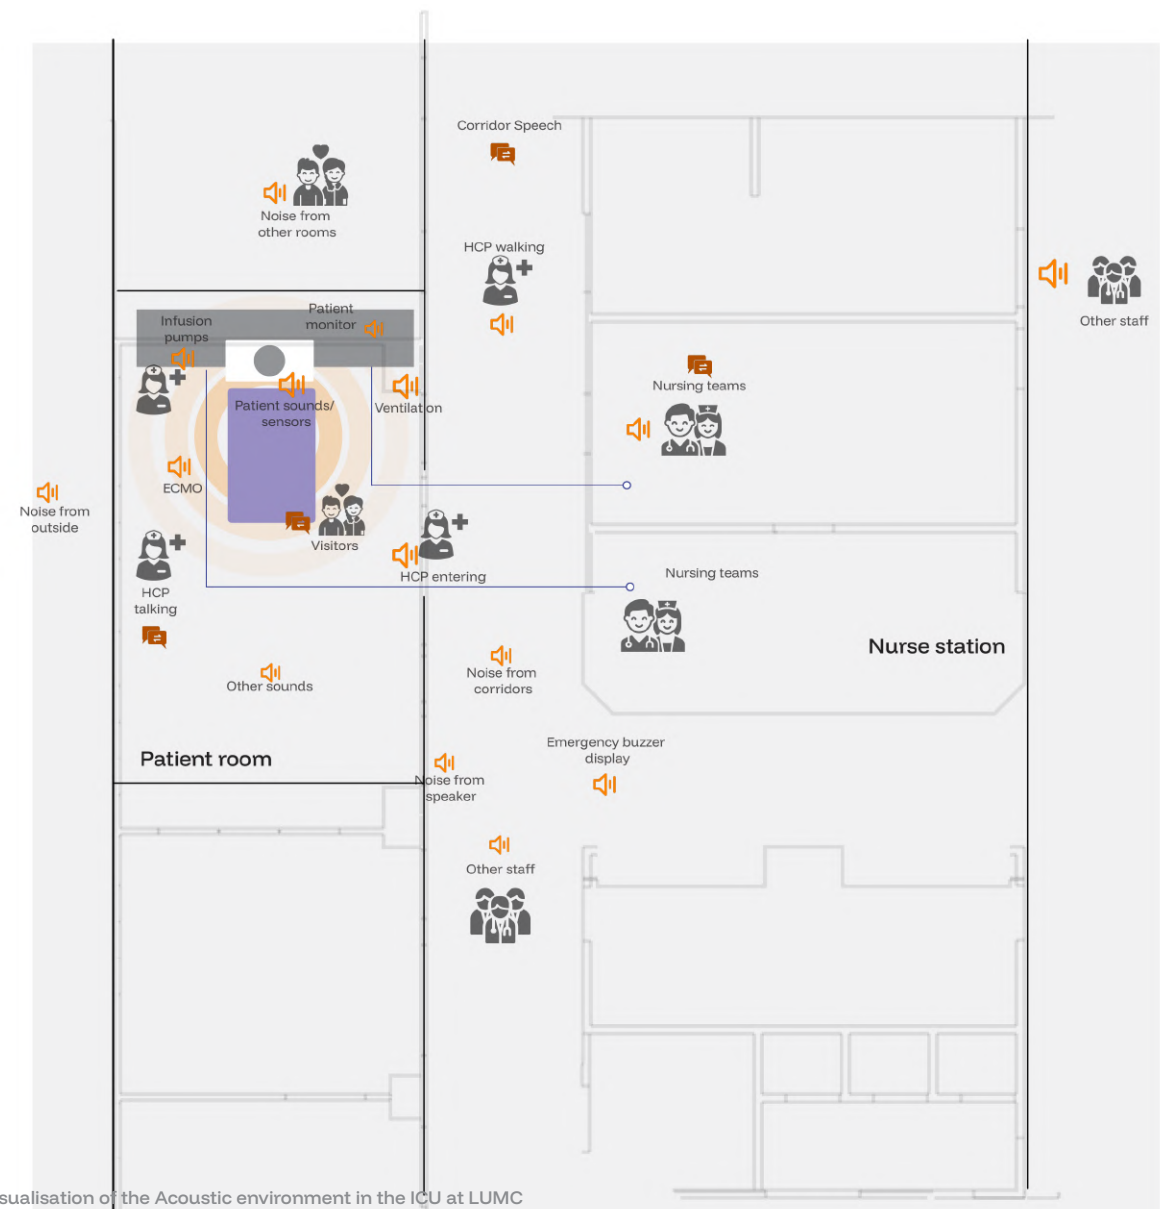 Corridor Speech
Noise from
other rooms
HCP walking
Other staff
Infusion
pumps
Patient
monitor
Patient sounds/
sensors
Ventilation
Nursing teams
ECMO
Noise from
outside
Visitors
HCP entering
HCP
talking
Nursing teams
Nurse station
Noise from
corridors
Other sounds
Patient room
Emergency buzzer
display
Noise from
speaker
Other staff
sualisation of the Acoustic environment in the ICU at LUMC